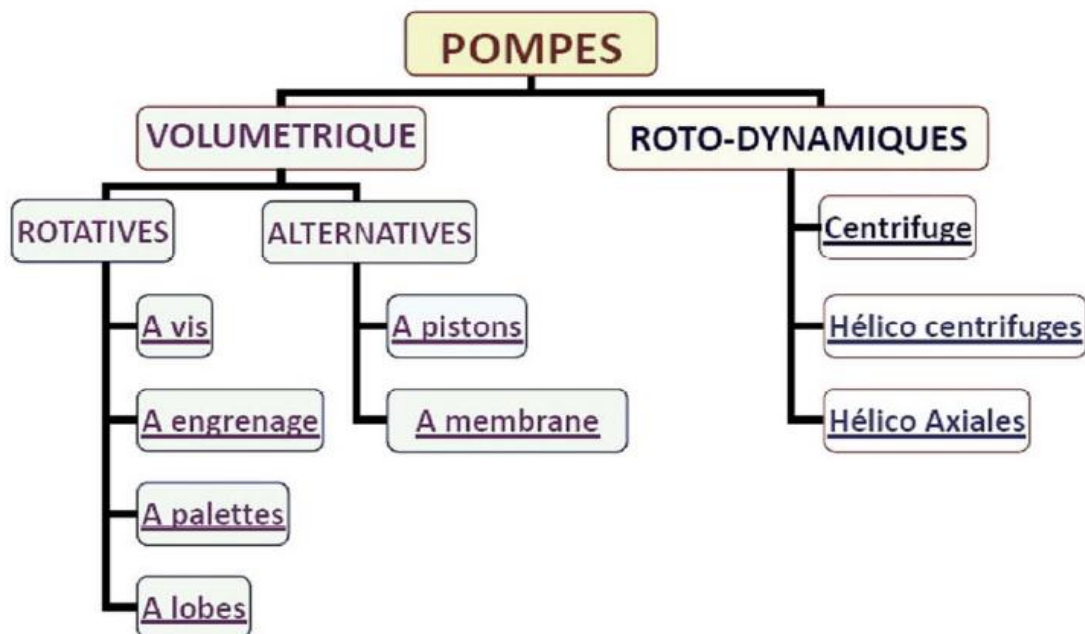 POMPES
VOLUMETRIQUE
ROTO-DYNAMIQUES
ROTATIVES
ALTERNATIVES
Centrifuge
A vis
A pistons
Hélico centrifuges
A engrenage
A membrane
Hélico Axiales
A palettes
A lobes